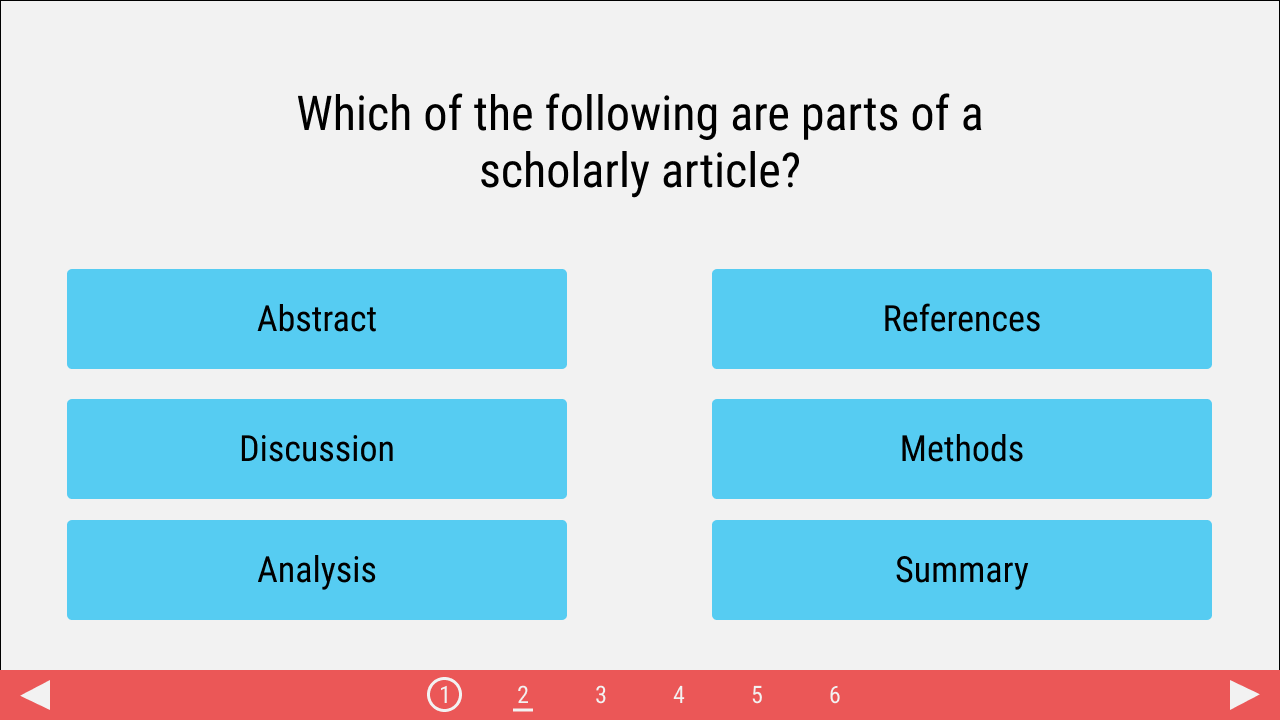 Which of the following are parts of a
scholarly article?
Abstract
References
Discussion
Methods
Analysis
Summary
1 2 3 4 5 6